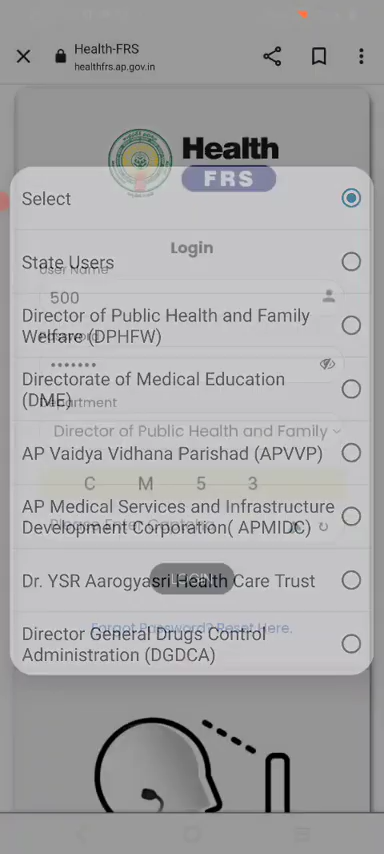 Health-FRS
healthfrs.ap.gov.in
Health
FRS
Select
Login
State Users
User Name
500
Director of Public Health and Family
Welfare (DPHFW)
Directorate of Medical Education
(DME)
Department
Director of Public Health and Family
AP Vaidya Vidhana Parishad (APVVP)
C M 5 3
AP Medical Services and Infrastructure
Development Corporation( APMIDC)
Dr. YSR Aarogyasri Health Care Trust
LOGIN
Forgot Password? Reset Here.
Director General Drugs Control
Administration (DGDCA)